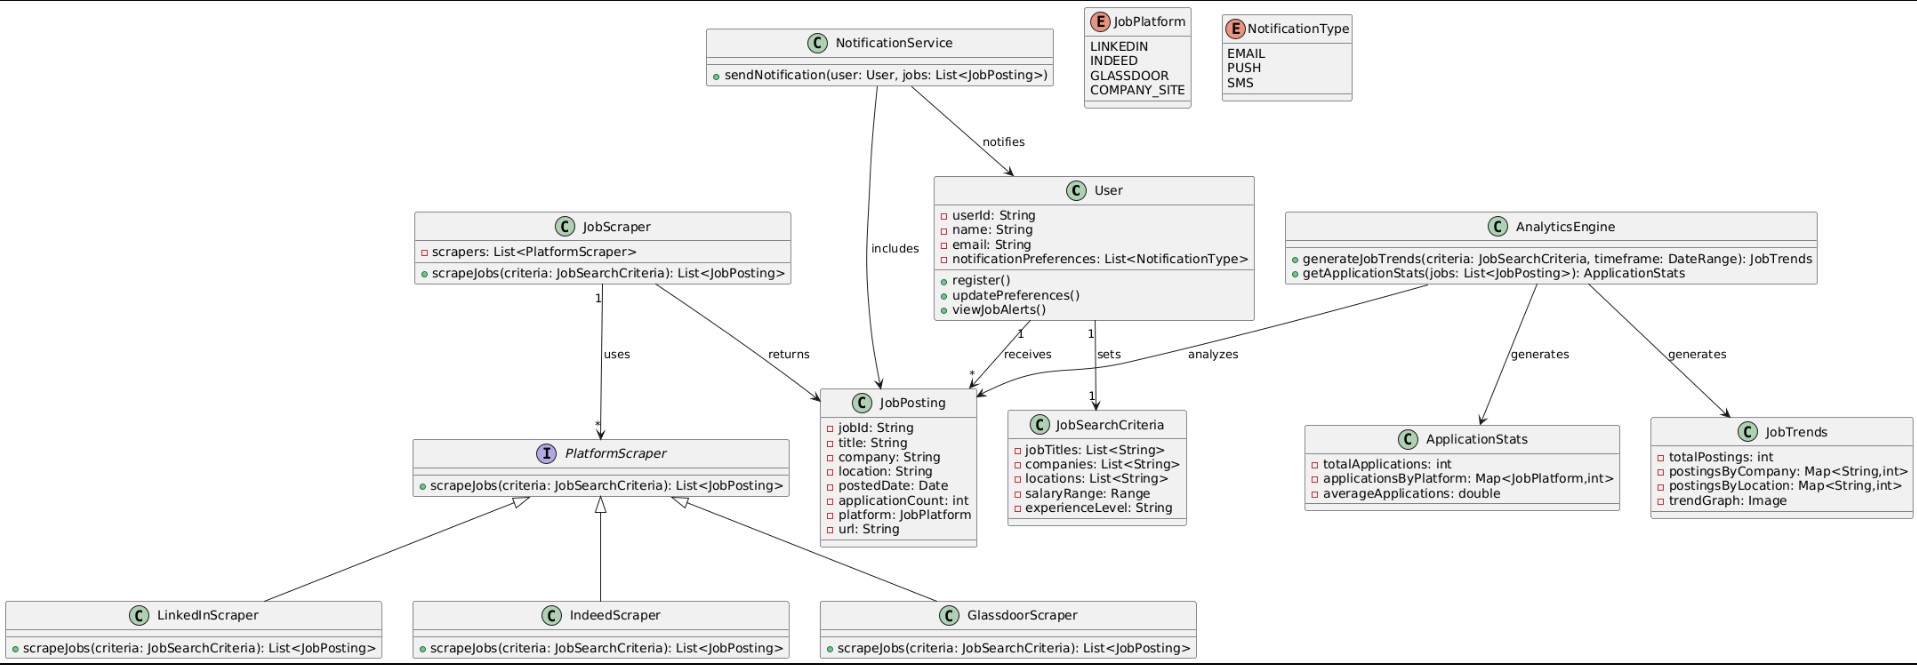 C NotificationService
sendNotification(user: User, jobs: List<JobPosting>)
E JobPlatform
LINKEDIN
INDEED
GLASSDOOR
COMPANY_SITE
E NotificationType
EMAIL
PUSH
SMS
notifies
includes
C JobScraper
scrapers: List<PlatformScraper>
scrapeJobs(criteria: JobSearchCriteria): List<JobPosting>
C User
userId: String
name: String
email: String
notificationPreferences: List<NotificationType>
register()
updatePreferences()
viewJobAlerts()
C AnalyticsEngine
generateJobTrends(criteria: JobSearchCriteria, timeframe: DateRange): JobTrends
getApplicationStats(jobs: List<JobPosting>): ApplicationStats
1
uses
*
returns
1
receives
*
1
sets
1
analyzes
generates
generates
I PlatformScraper
scrapeJobs(criteria: JobSearchCriteria): List<JobPosting>
C JobPosting
jobId: String
title: String
company: String
location: String
postedDate: Date
applicationCount: int
platform: JobPlatform
url: String
C JobSearchCriteria
jobTitles: List<String>
companies: List<String>
locations: List<String>
salaryRange: Range
experienceLevel: String
C ApplicationStats
totalApplications: int
applicationsByPlatform: Map<JobPlatform,int>
averageApplications: double
C JobTrends
totalPostings: int
postingsByCompany: Map<String,int>
postingsByLocation: Map<String,int>
trendGraph: Image
C LinkedInScraper
scrapeJobs(criteria: JobSearchCriteria): List<JobPosting>
C IndeedScraper
scrapeJobs(criteria: JobSearchCriteria): List<JobPosting>
C GlassdoorScraper
scrapeJobs(criteria: JobSearchCriteria): List<JobPosting>